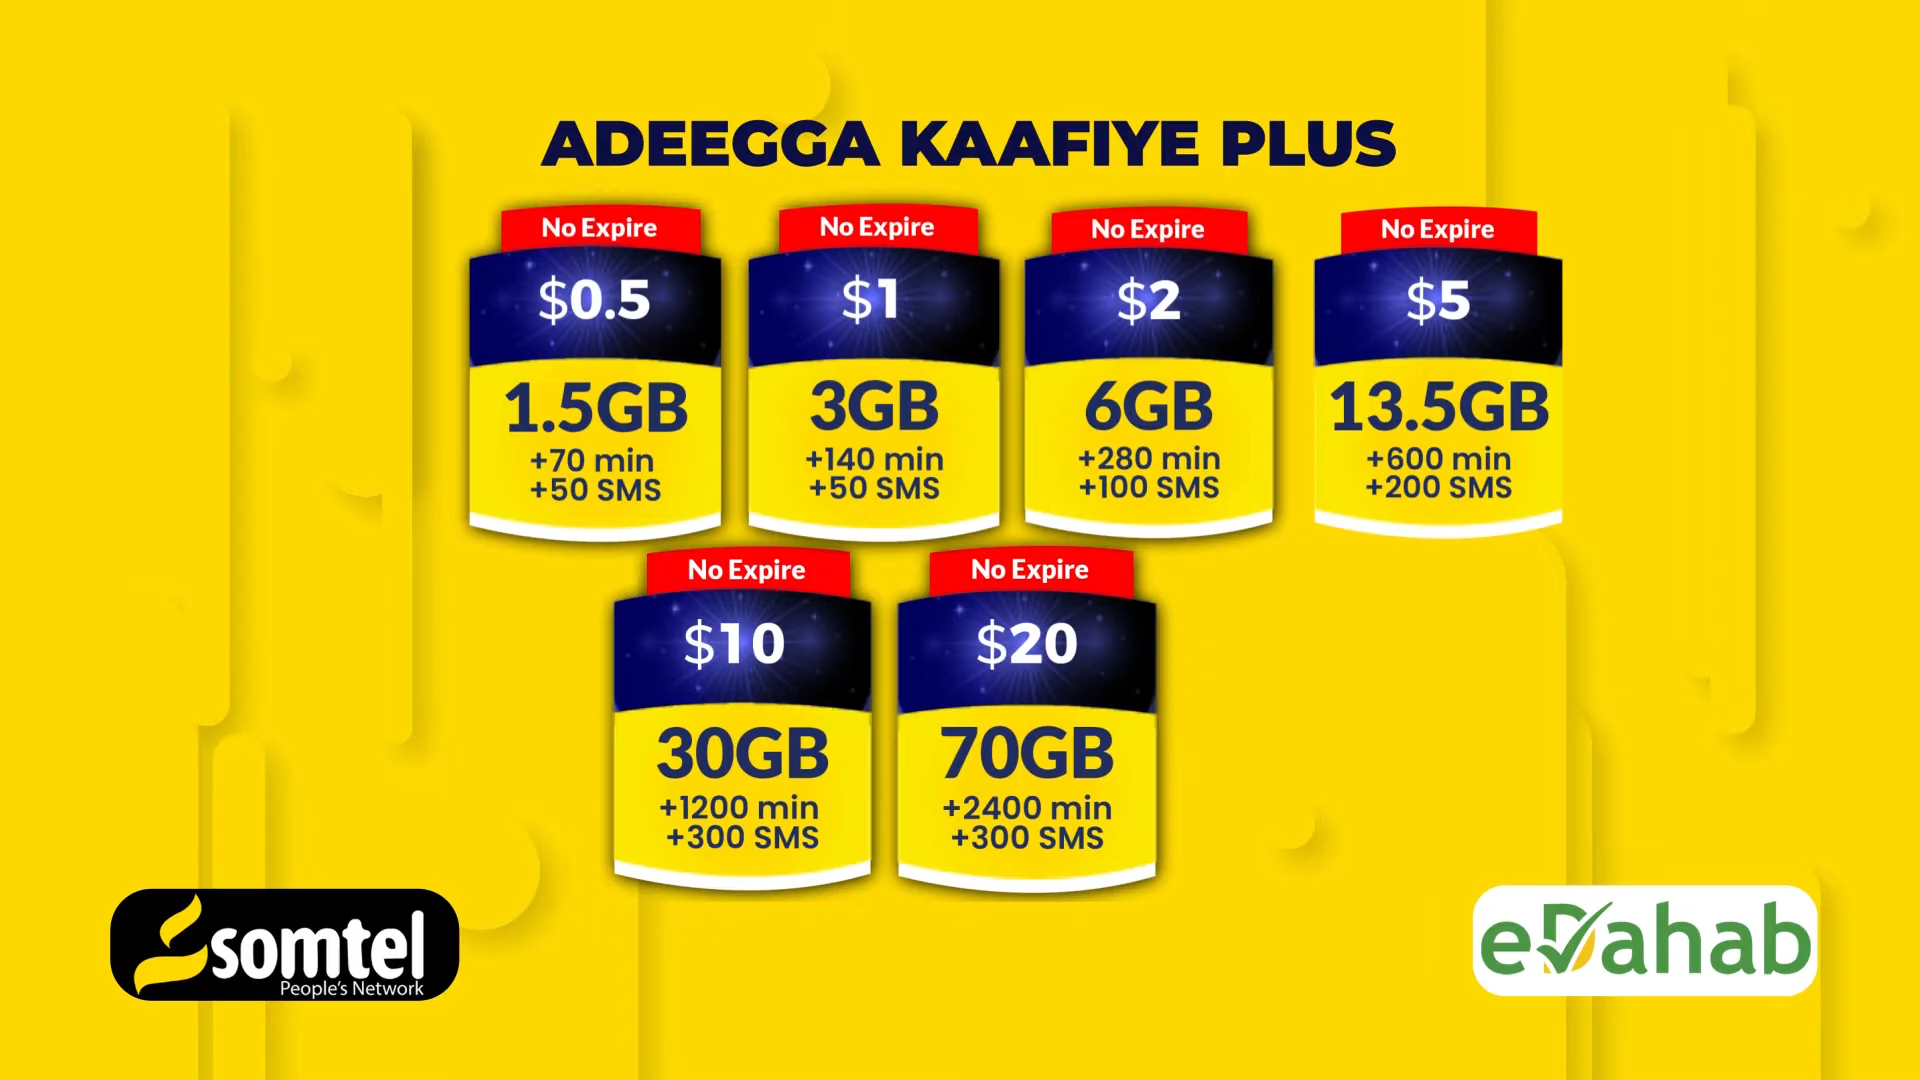 ADEEGGA KAAFIYE PLUS
No Expire
$0.5
1.5GB
+70 min
+50 SMS
No Expire
$1
3GB
+140 min
+50 SMS
No Expire
$2
6GB
+280 min
+100 SMS
No Expire
$5
13.5GB
+600 min
+200 SMS
No Expire
$10
30GB
+1200 min
+300 SMS
No Expire
$20
70GB
+2400 min
+300 SMS
somtel
People's Network
eDahab